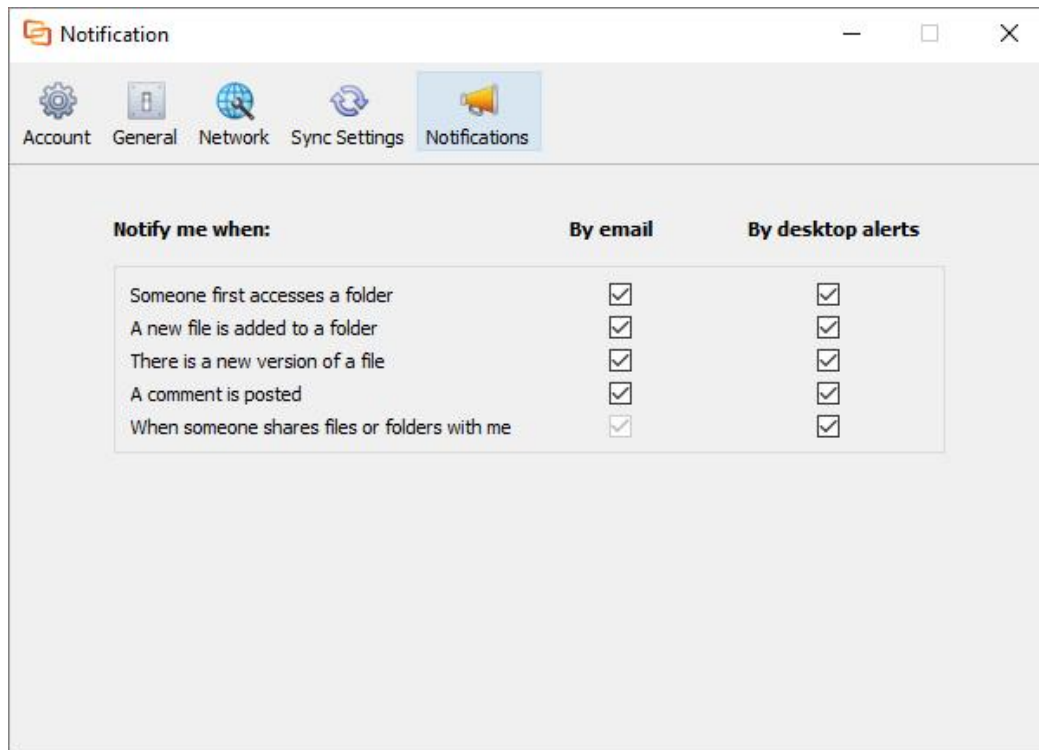 Notification
Account General Network Sync Settings Notifications
Notify me when: By email By desktop alerts
Someone first accesses a folder
A new file is added to a folder
There is a new version of a file
A comment is posted
When someone shares files or folders with me